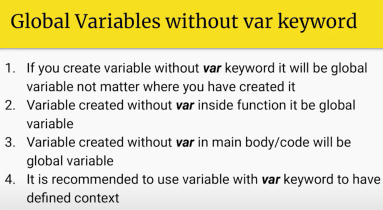 Global Variables without var keyword
1. If you create variable without var keyword it will be global
variable not matter where you have created it
2. Variable created without var inside function it be global
variable
3. Variable created without var in main body/code will be
global variable
4. It is recommended to use variable with var keyword to have
defined context